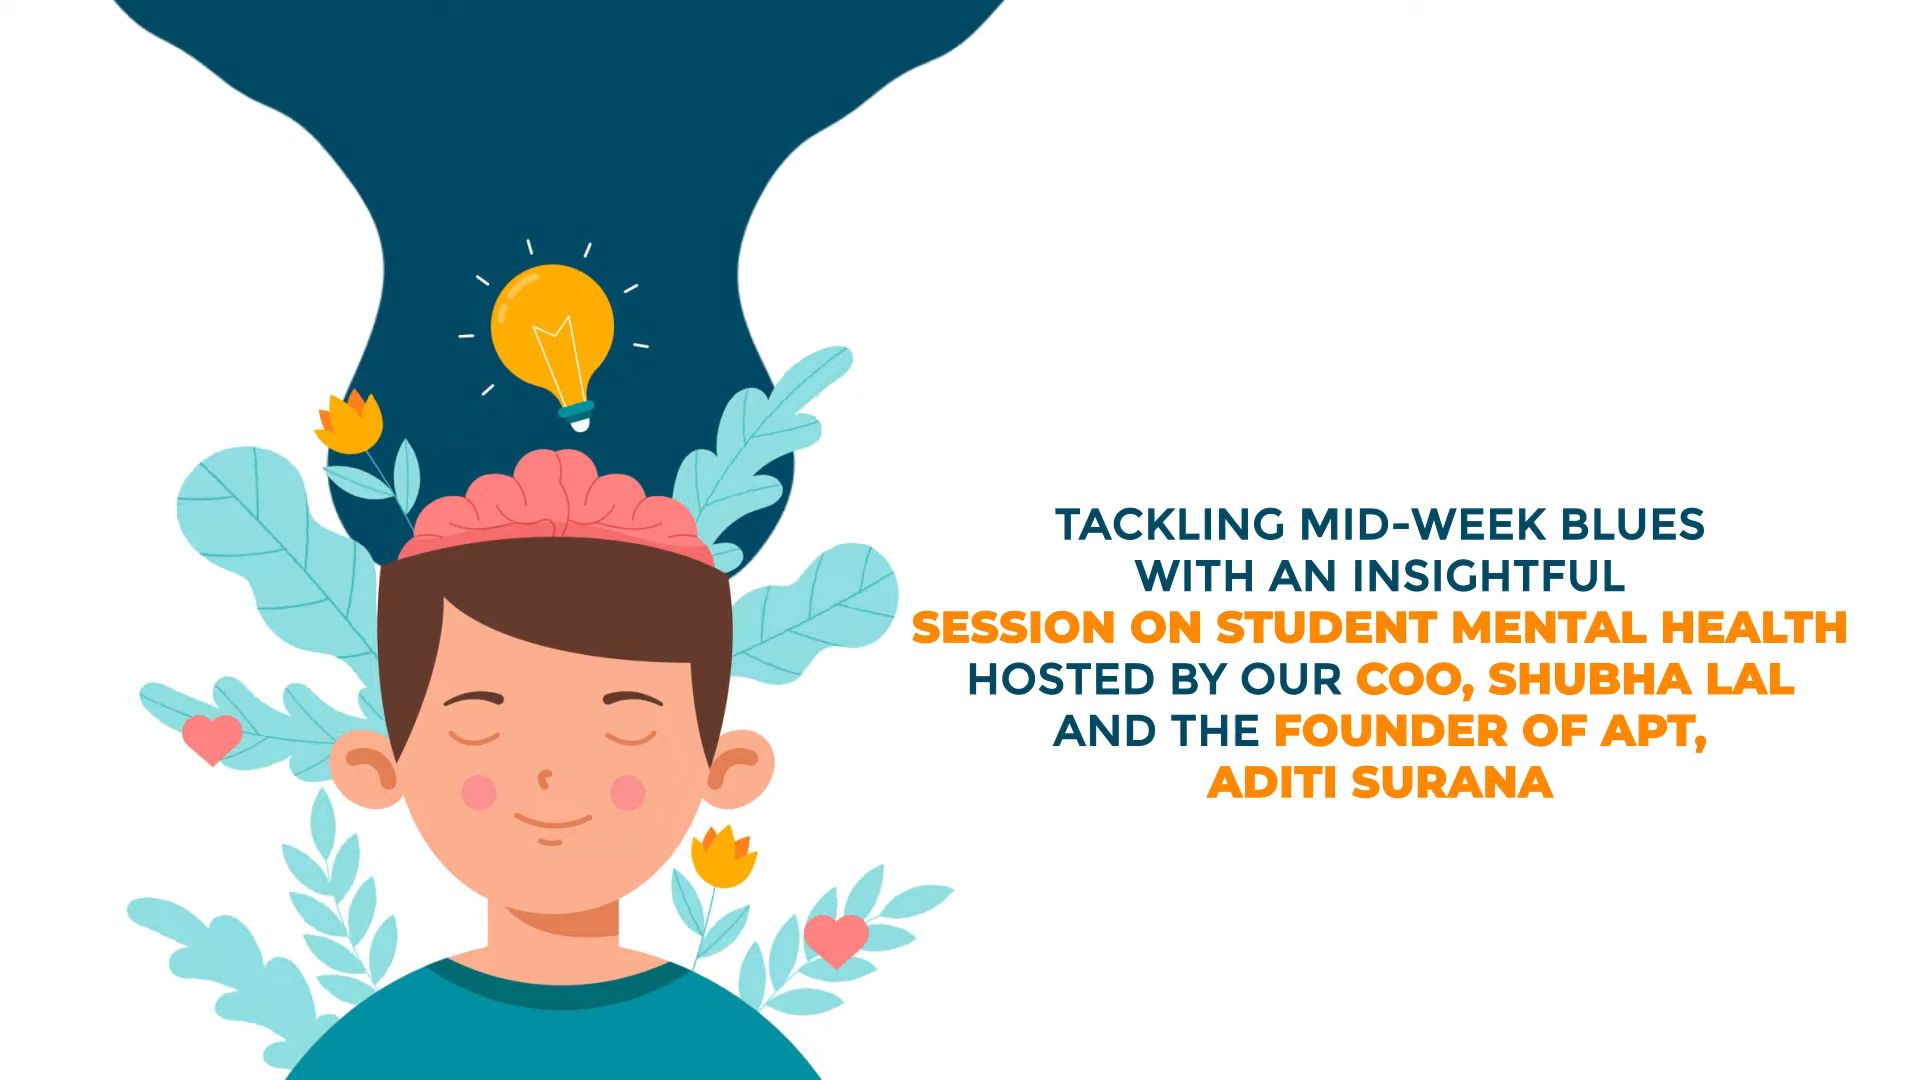 TACKLING MID-WEEK BLUES
WITH AN INSIGHTFUL
SESSION ON STUDENT MENTAL HEALTH
HOSTED BY OUR COO, SHUBHA LAL
AND THE FOUNDER OF APT,
ADITI SURANA